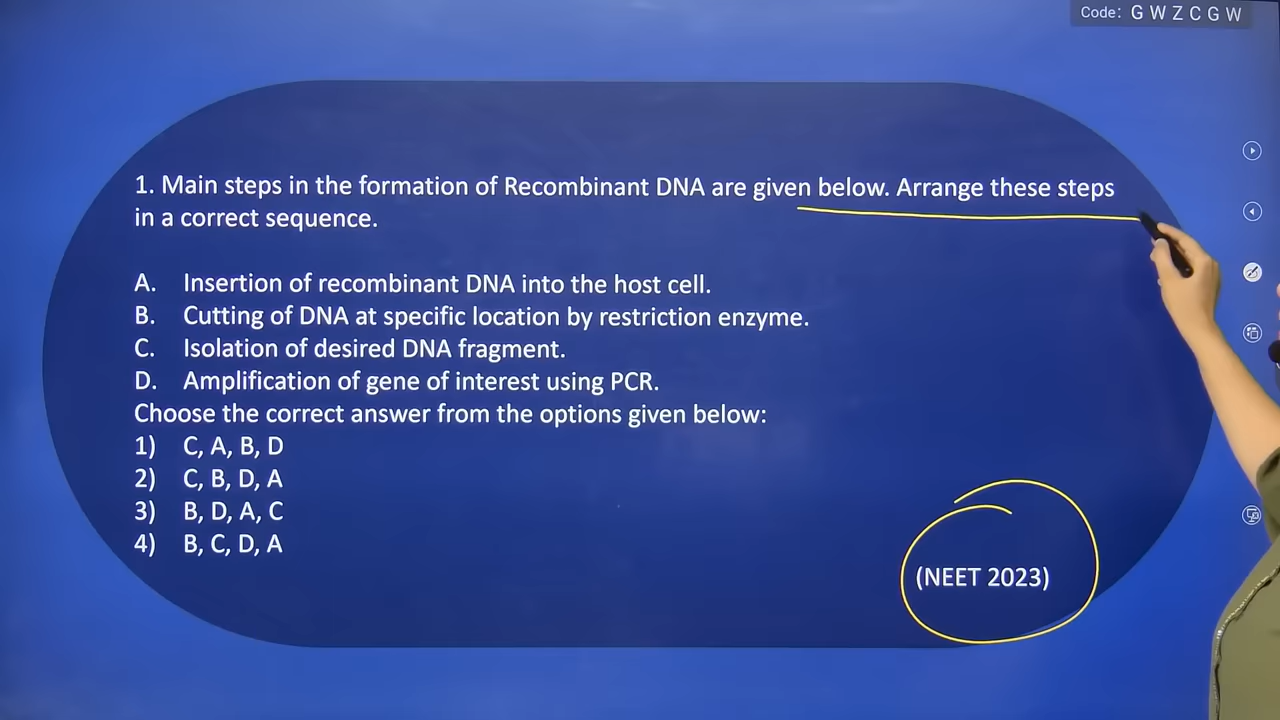 Code: G W Z C G W
1. Main steps in the formation of Recombinant DNA are given below. Arrange these steps
in a correct sequence.
A. Insertion of recombinant DNA into the host cell.
B. Cutting of DNA at specific location by restriction enzyme.
C. Isolation of desired DNA fragment.
D. Amplification of gene of interest using PCR.
Choose the correct answer from the options given below:
1) C, A, B, D
2) C, B, D, A
3) B, D, A, C
4) B, C, D, A
(NEET 2023)